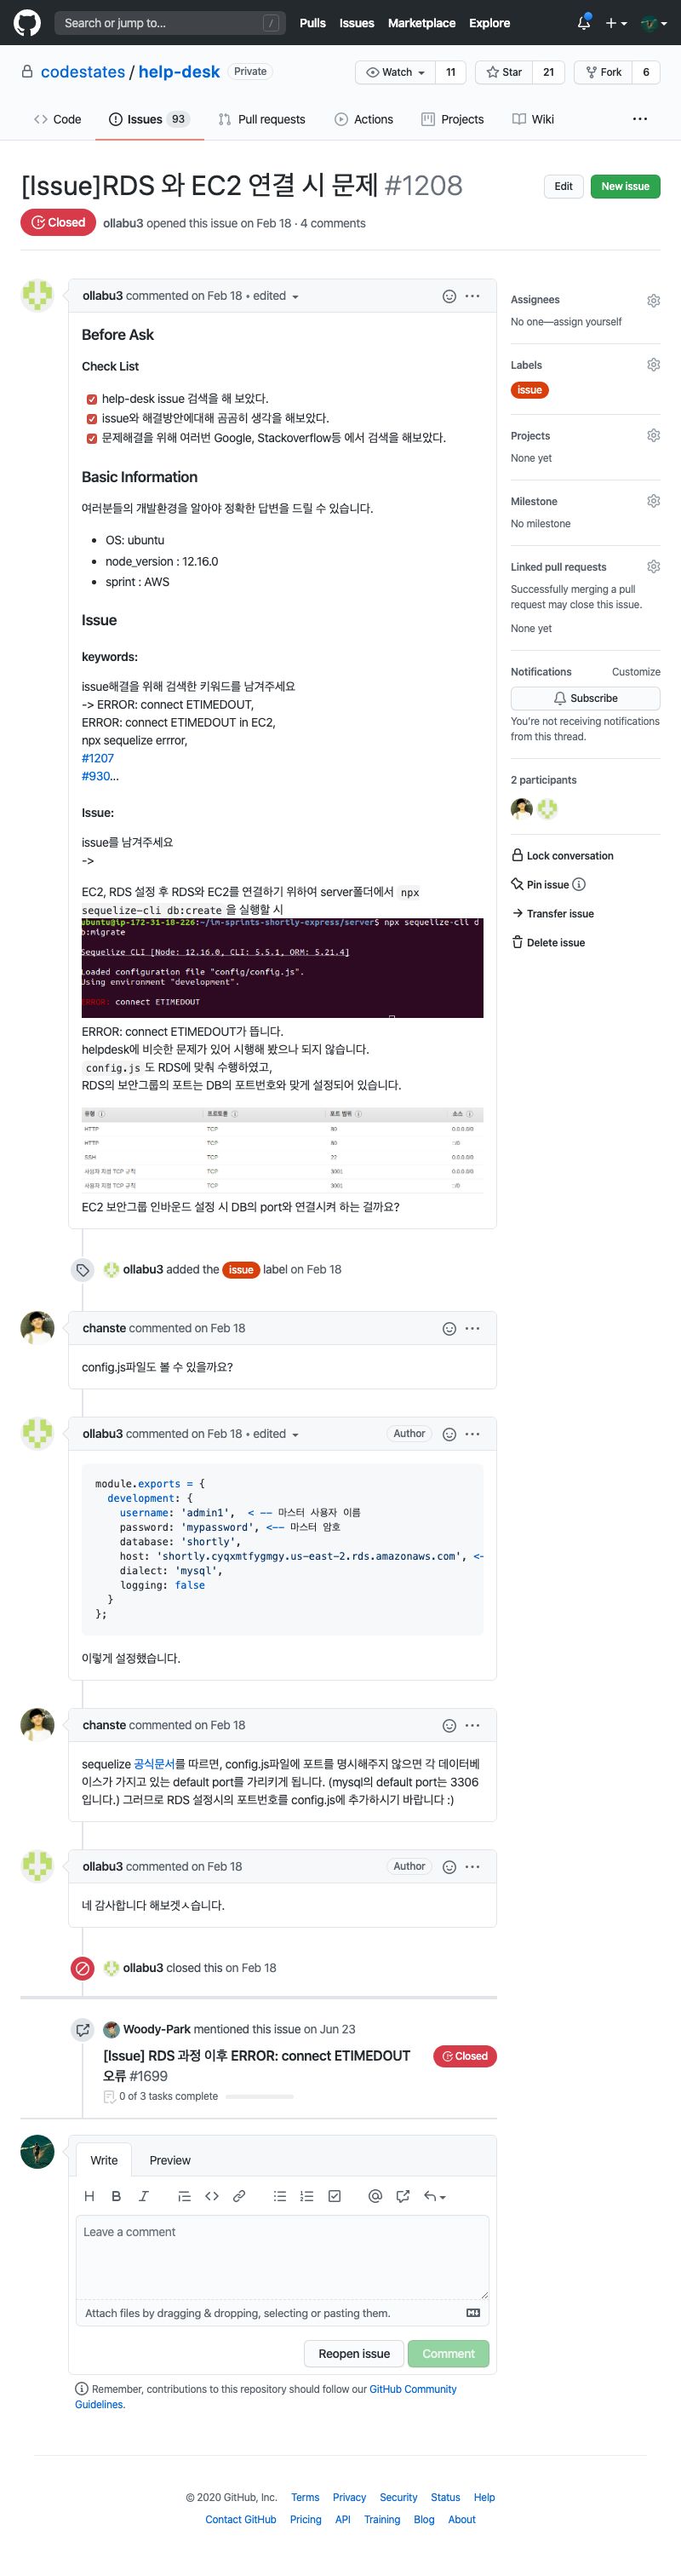 Search or jump to...
/
Pulls
Issues
Marketplace
Explore
codestates / help-desk
Private
Watch
11
Star
21
Fork
6
Code
Issues
93
Pull requests
Actions
Projects
Wiki
[Issue]RDS 와 EC2 연결 시 문제 #1208
Edit
New issue
Closed
ollabu3 opened this issue on Feb 18 · 4 comments
ollabu3 commented on Feb 18 • edited
Before Ask
Check List
help-desk issue 검색을 해 보았다.
issue와 해결방안에대해 곰곰히 생각을 해보았다.
문제해결을 위해 여러번 Google, Stackoverflow등 에서 검색을 해보았다.
Basic Information
여러분들의 개발환경을 알아야 정확한 답변을 드릴 수 있습니다.
• OS: ubuntu
• node_version : 12.16.0
• sprint : AWS
Issue
keywords:
issue해결을 위해 검색한 키워드를 남겨주세요
-> ERROR: connect ETIMEDOUT,
ERROR: connect ETIMEDOUT in EC2,
npx sequelize errror,
#1207
#930...
Issue:
issue를 남겨주세요
->
EC2, RDS 설정 후 RDS와 EC2를 연결하기 위하여 server폴더에서 npx
sequelize-cli db:create 을 실행할 시
ubuntu@ip-172-31-18-226:~/im-sprints-shortly-express/server$ npx sequelize-cli d
b:migrate
Sequelize CLI [Node: 12.16.0, CLI: 5.5.1, ORM: 5.21.4]
Loaded configuration file "config/config.js".
Using environment "development".
ERROR: connect ETIMEDOUT
ERROR: connect ETIMEDOUT가 뜹니다.
helpdesk에 비슷한 문제가 있어 시행해 봤으나 되지 않습니다.
config.js 도 RDS에 맞춰 수행하였고,
RDS의 보안그룹의 포트는 DB의 포트번호와 맞게 설정되어 있습니다.
유형
프로토콜
포트 범위
소스
HTTP
TCP
80
0.0.0.0/0
HTTP
TCP
80
::/0
SSH
TCP
22
0.0.0.0/0
사용자 지정 TCP 규칙
TCP
3001
0.0.0.0/0
사용자 지정 TCP 규칙
TCP
3001
::/0
EC2 보안그룹 인바운드 설정 시 DB의 port와 연결시켜 하는 걸까요?
ollabu3 added the issue label on Feb 18
chanste commented on Feb 18
config.js파일도 볼 수 있을까요?
ollabu3 commented on Feb 18 • edited
Author
module.exports = {
development: {
username: 'admin1', < -- 마스터 사용자 이름
password: 'mypassword', <-- 마스터 암호
database: 'shortly',
host: 'shortly.cyqxmtfygmgy.us-east-2.rds.amazonaws.com', <-
dialect: 'mysql',
logging: false
}
};
이렇게 설정했습니다.
chanste commented on Feb 18
sequelize 공식문서를 따르면, config.js파일에 포트를 명시해주지 않으면 각 데이터베
이스가 가지고 있는 default port를 가리키게 됩니다. (mysql의 default port는 3306
입니다.) 그러므로 RDS 설정시의 포트번호를 config.js에 추가하시기 바랍니다 :)
ollabu3 commented on Feb 18
Author
네 감사합니다 해보겟ㅅ습니다.
ollabu3 closed this on Feb 18
Woody-Park mentioned this issue on Jun 23
[Issue] RDS 과정 이후 ERROR: connect ETIMEDOUT
오류 #1699
Closed
0 of 3 tasks complete
Write
Preview
Leave a comment
Attach files by dragging & dropping, selecting or pasting them.
Reopen issue
Comment
Remember, contributions to this repository should follow our GitHub Community
Guidelines.
Assignees
No one—assign yourself
Labels
issue
Projects
None yet
Milestone
No milestone
Linked pull requests
Successfully merging a pull
request may close this issue.
None yet
Notifications
Customize
Subscribe
You're not receiving notifications
from this thread.
2 participants
Lock conversation
Pin issue
Transfer issue
Delete issue
© 2020 GitHub, Inc.
Terms
Privacy
Security
Status
Help
Contact GitHub
Pricing
API
Training
Blog
About